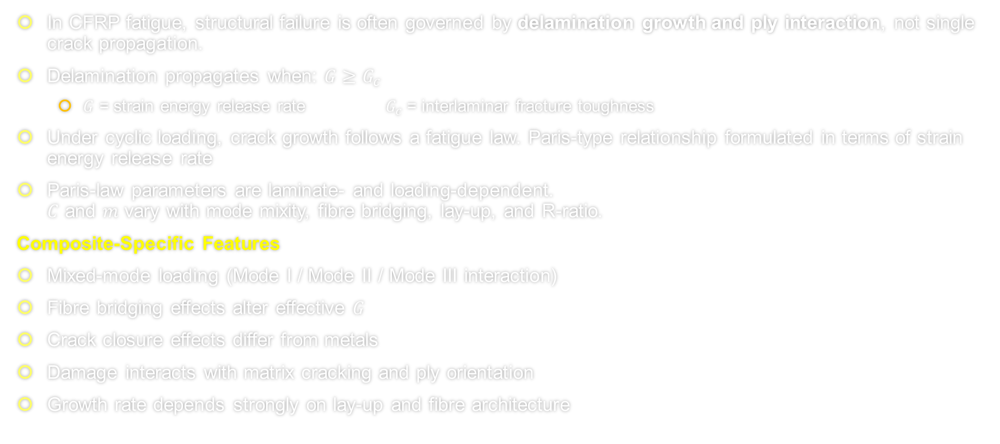 In CFRP fatigue, structural failure is often governed by delamination growth and ply interaction, not single
crack propagation.
Delamination propagates when: G ≥ G_c
G = strain energy release rate G_c = interlaminar fracture toughness
Under cyclic loading, crack growth follows a fatigue law. Paris-type relationship formulated in terms of strain
energy release rate
Paris-law parameters are laminate- and loading-dependent.
C and m vary with mode mixity, fibre bridging, lay-up, and R-ratio.
Composite-Specific Features
Mixed-mode loading (Mode I / Mode II / Mode III interaction)
Fibre bridging effects alter effective G
Crack closure effects differ from metals
Damage interacts with matrix cracking and ply orientation
Growth rate depends strongly on lay-up and fibre architecture